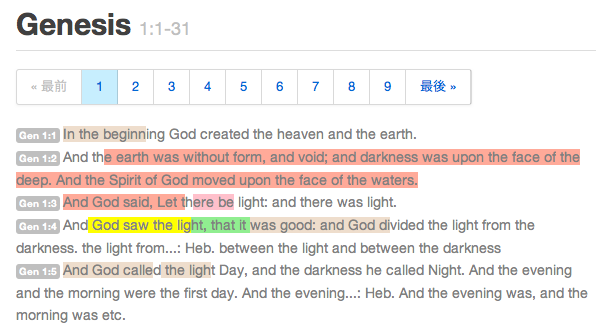 Genesis 1:1-31
« 最前 1 2 3 4 5 6 7 8 9 最後 »
Gen 1:1 In the beginning God created the heaven and the earth.
Gen 1:2 And the earth was without form, and void; and darkness was upon the face of the
deep. And the Spirit of God moved upon the face of the waters.
Gen 1:3 And God said, Let there be light: and there was light.
Gen 1:4 And God saw the light, that it was good: and God divided the light from the
darkness. the light from...: Heb. between the light and between the darkness
Gen 1:5 And God called the light Day, and the darkness he called Night. And the evening
and the morning were the first day. And the evening...: Heb. And the evening was, and the
morning was etc.